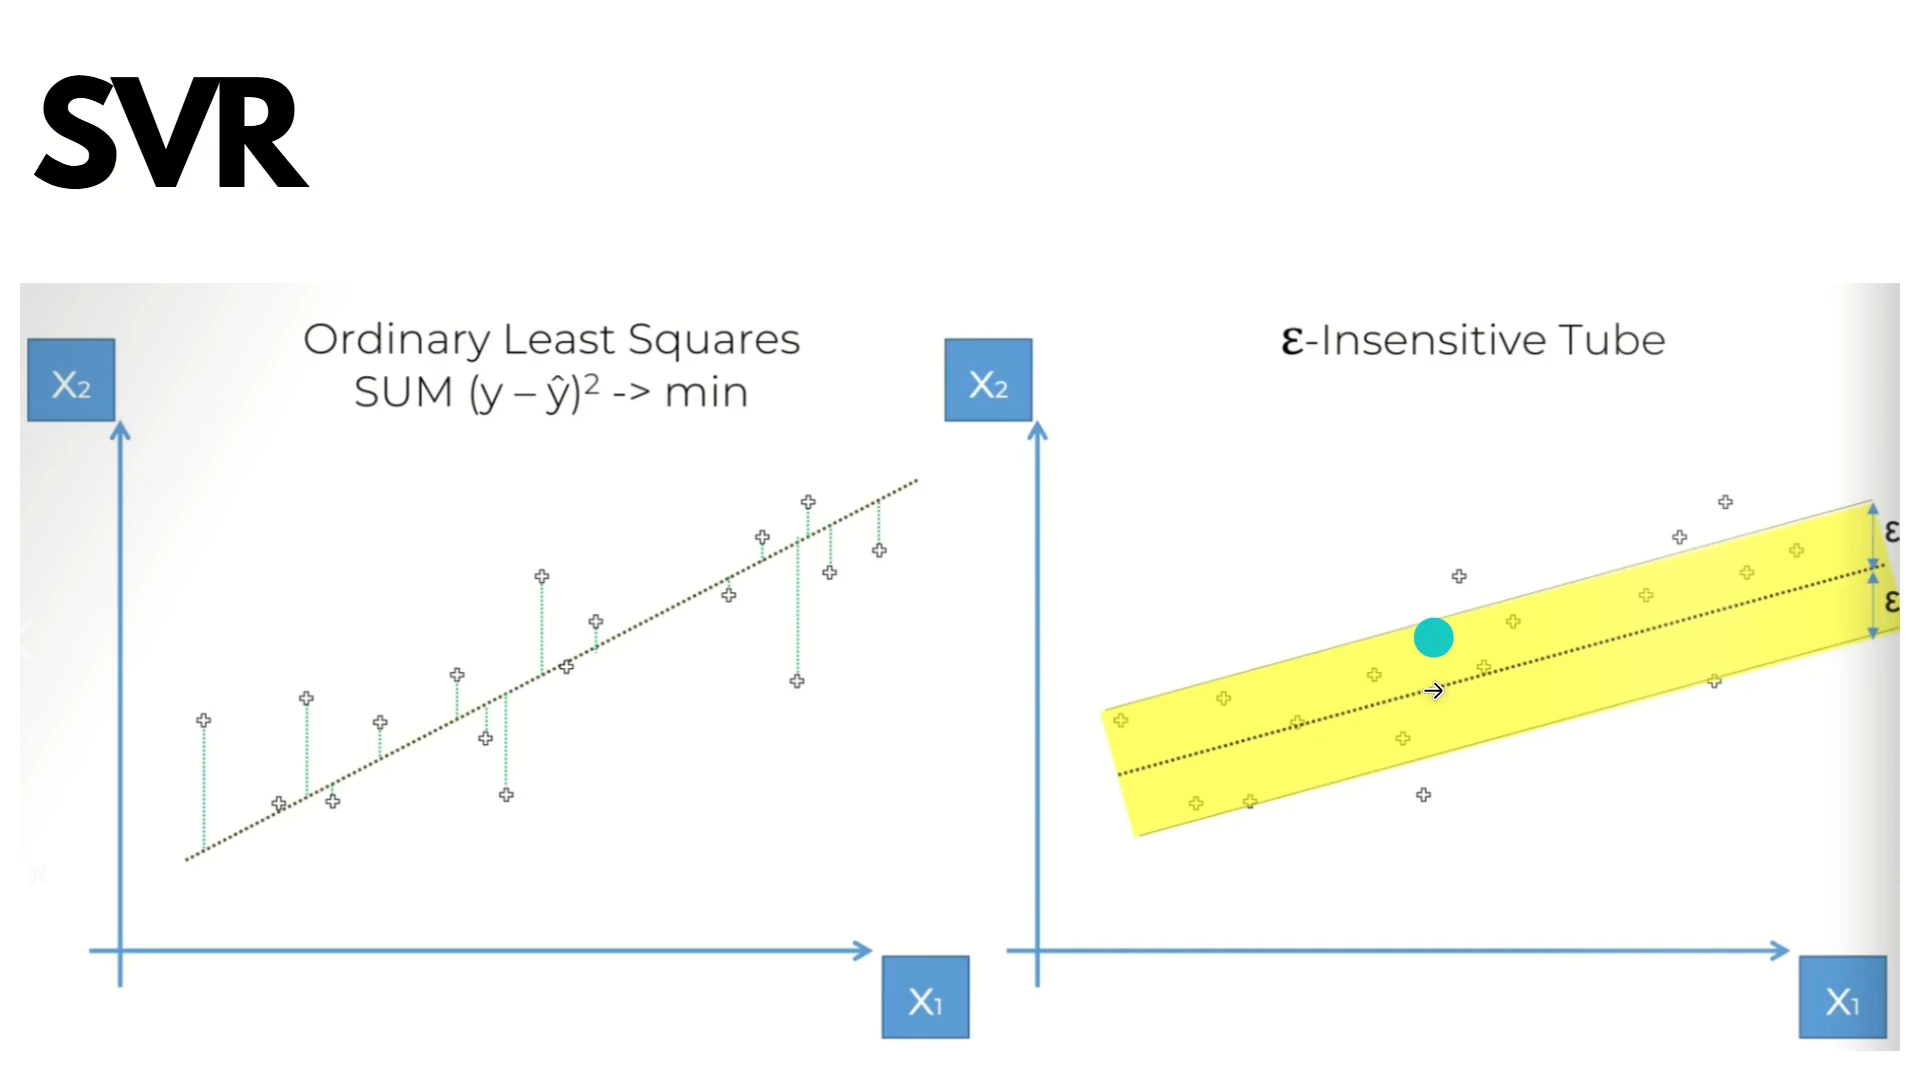 SVR
Ordinary Least Squares
SUM (y – ŷ)² -> min
X₂
X₁
ε-Insensitive Tube
X₂
ε
ε
X₁